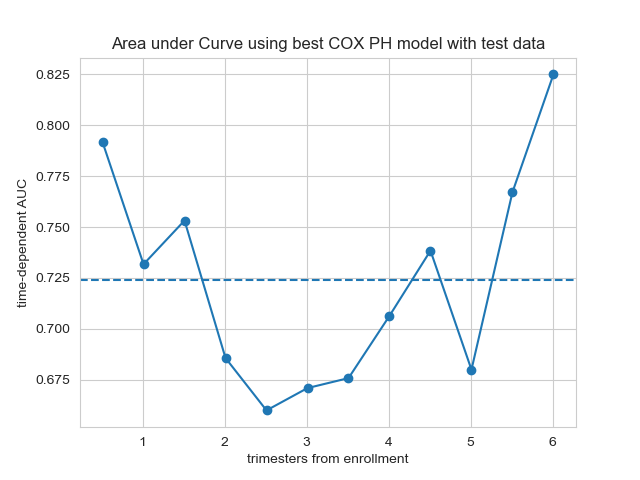 Area under Curve using best COX PH model with test data
0.825
0.800
0.775
0.750
0.725
0.700
0.675
time-dependent AUC
1 2 3 4 5 6
trimesters from enrollment